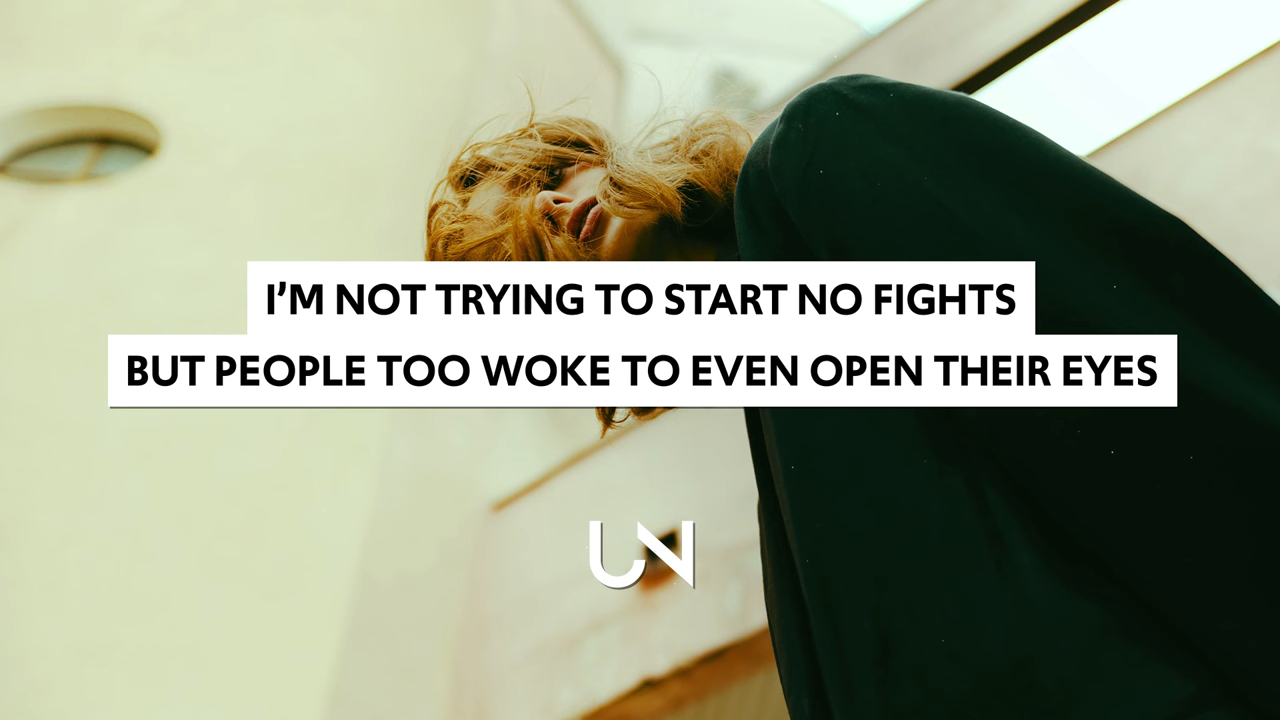 I'M NOT TRYING TO START NO FIGHTS
BUT PEOPLE TOO WOKE TO EVEN OPEN THEIR EYES
UN